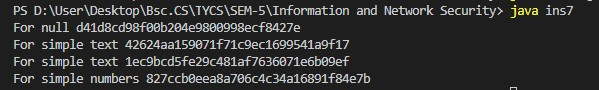 PS D:\User\Desktop\Bsc.CS\TYCS\SEM-5\Information and Network Security> java ins7
For null d41d8cd98f00b204e9800998ecf8427e
For simple text 42624aa159071f71c9ec1699541a9f17
For simple text 1ec9bcd5fe29c481af7636071e6b09ef
For simple numbers 827ccb0eea8a706c4c34a16891f84e7b